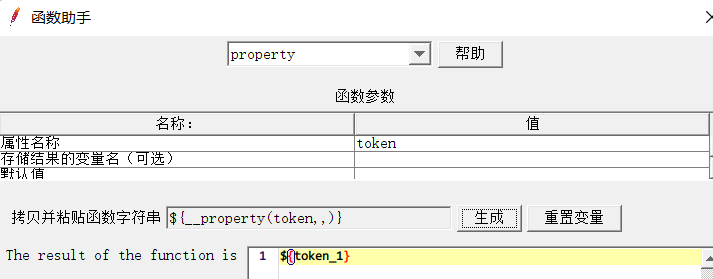 函数助手
property
帮助
函数参数
名称: 值
属性名称 token
存储结果的变量名（可选）
默认值
拷贝并粘贴函数字符串 ${__property(token,,)} 生成 重置变量
The result of the function is 1 ${token_1}